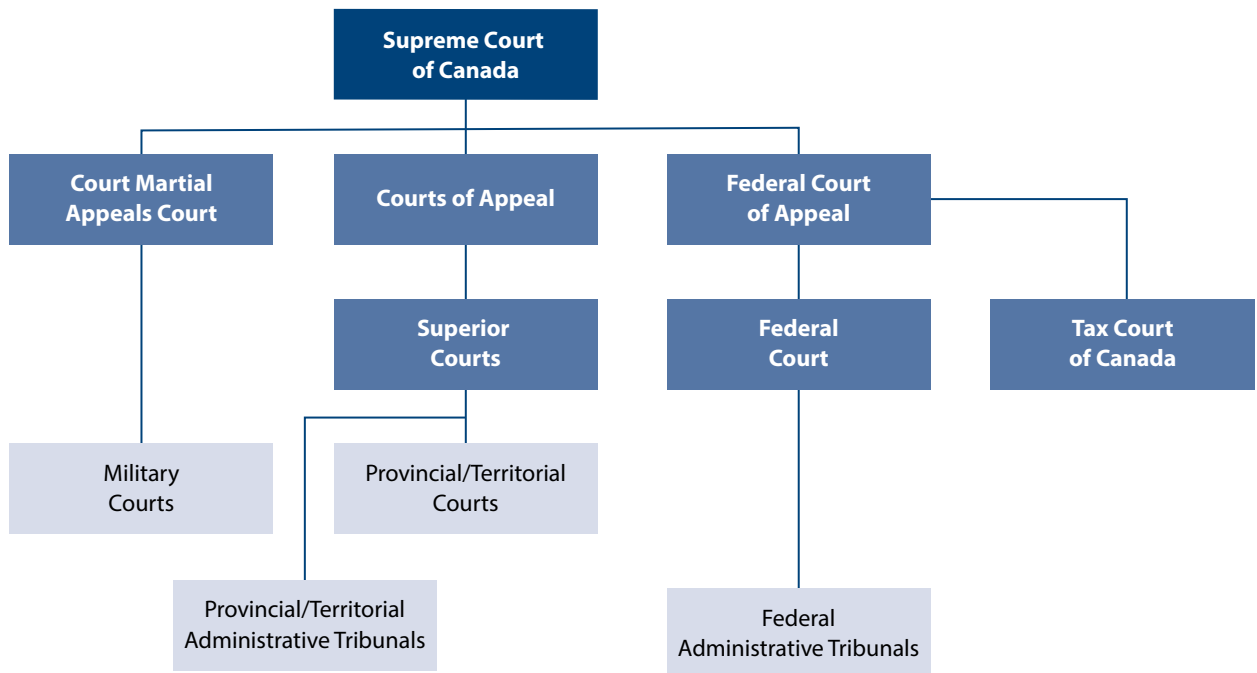 Supreme Court
of Canada
Court Martial
Appeals Court
Courts of Appeal
Federal Court
of Appeal
Superior
Courts
Federal
Court
Tax Court
of Canada
Military
Courts
Provincial/Territorial
Courts
Provincial/Territorial
Administrative Tribunals
Federal
Administrative Tribunals